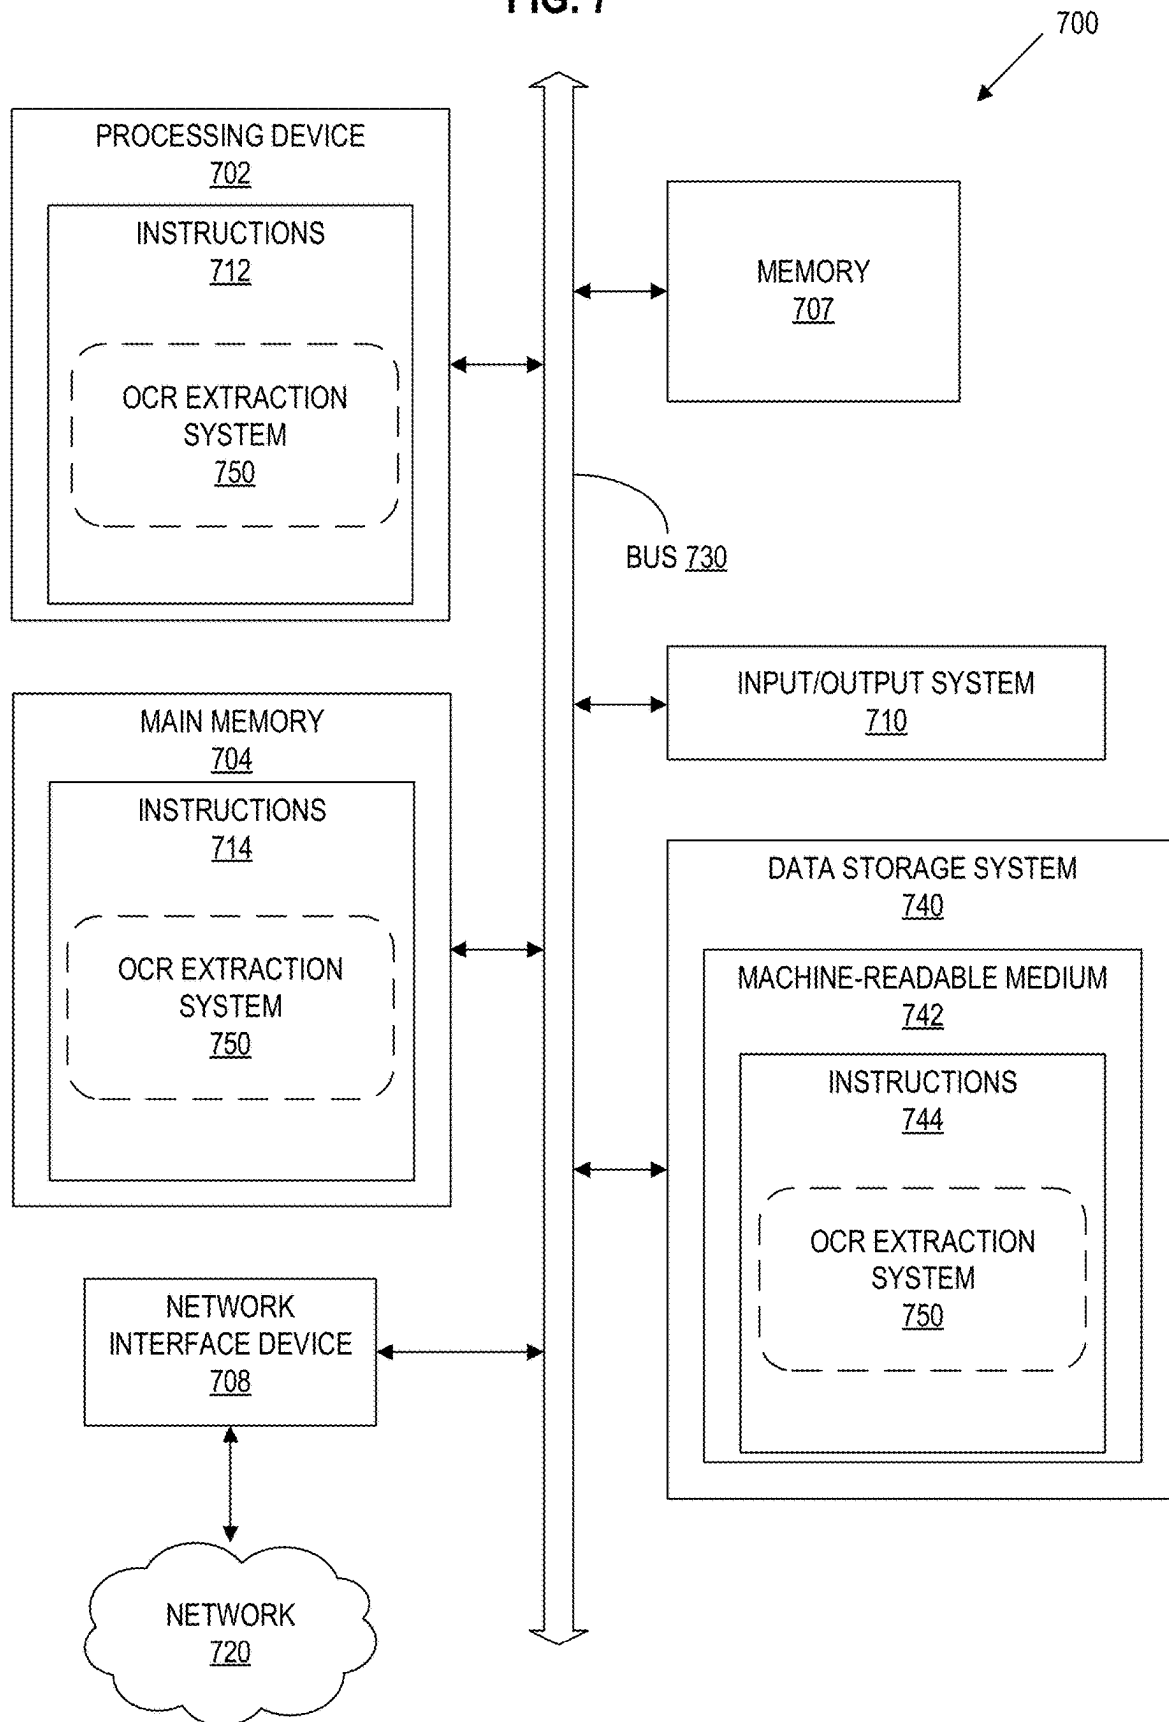 FIG. 7
700
PROCESSING DEVICE
702
INSTRUCTIONS
712
OCR EXTRACTION
SYSTEM
750
MEMORY
707
BUS 730
INPUT/OUTPUT SYSTEM
710
MAIN MEMORY
704
INSTRUCTIONS
714
OCR EXTRACTION
SYSTEM
750
DATA STORAGE SYSTEM
740
MACHINE-READABLE MEDIUM
742
INSTRUCTIONS
744
OCR EXTRACTION
SYSTEM
750
NETWORK
INTERFACE DEVICE
708
NETWORK
720